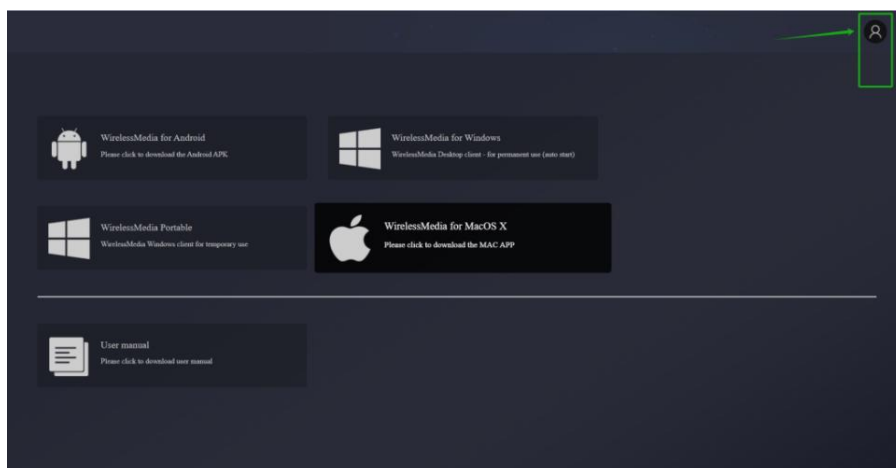 WirelessMedia for Android
Please click to download the Android APK
WirelessMedia for Windows
WirelessMedia Desktop client - for permanent use (auto start)
WirelessMedia Portable
WirelessMedia Windows client for temporary use
WirelessMedia for MacOS X
Please click to download the MAC APP
User manual
Please click to download user manual